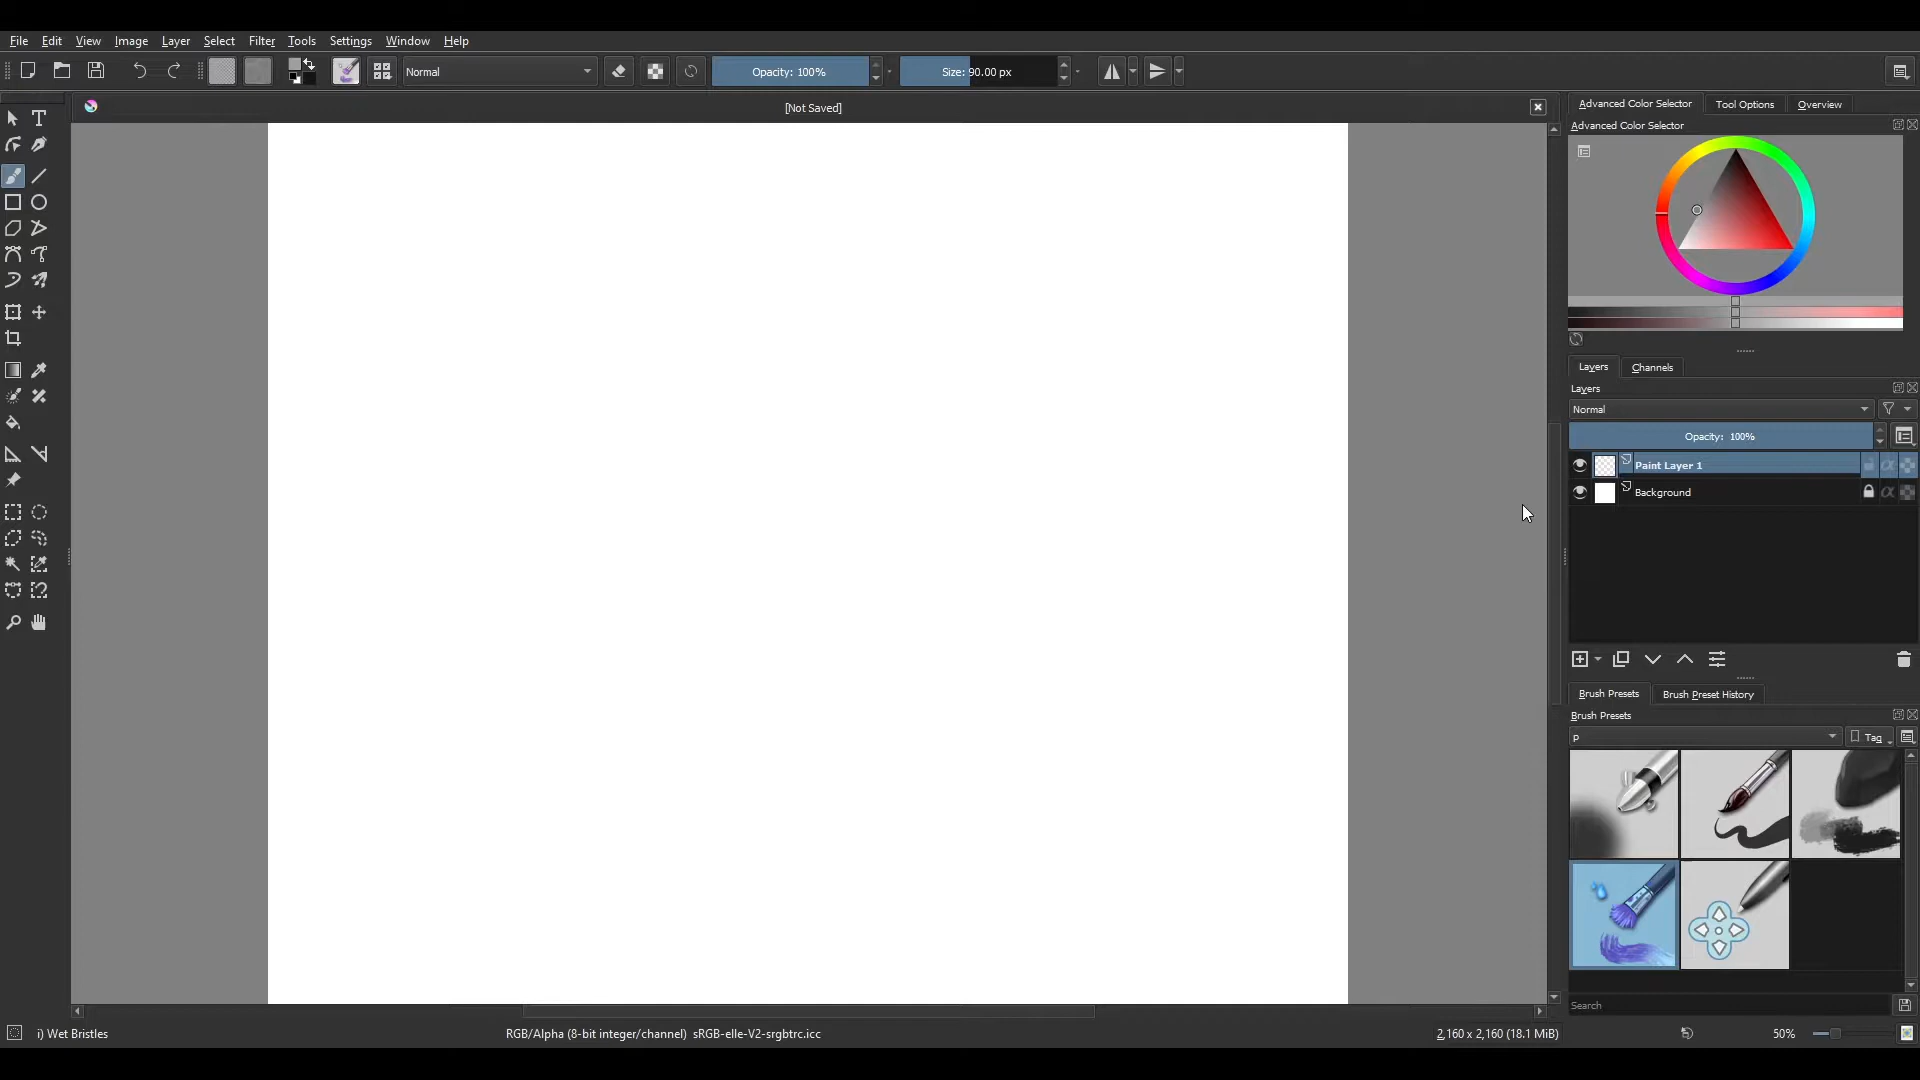 File Edit View Image Layer Select Filter Tools Settings Window Help
Normal Opacity: 100% Size: 90.00 px
[Not Saved]
Advanced Color Selector Tool Options Overview
Advanced Color Selector
Layers Channels
Layers
Normal
Opacity: 100%
Paint Layer 1
Background
Brush Presets Brush Preset History
Brush Presets
p Tag
Search
i) Wet Bristles RGB/Alpha (8-bit integer/channel) sRGB-elle-V2-srgbtrc.icc 2,160 x 2,160 (18.1 MiB) 50%